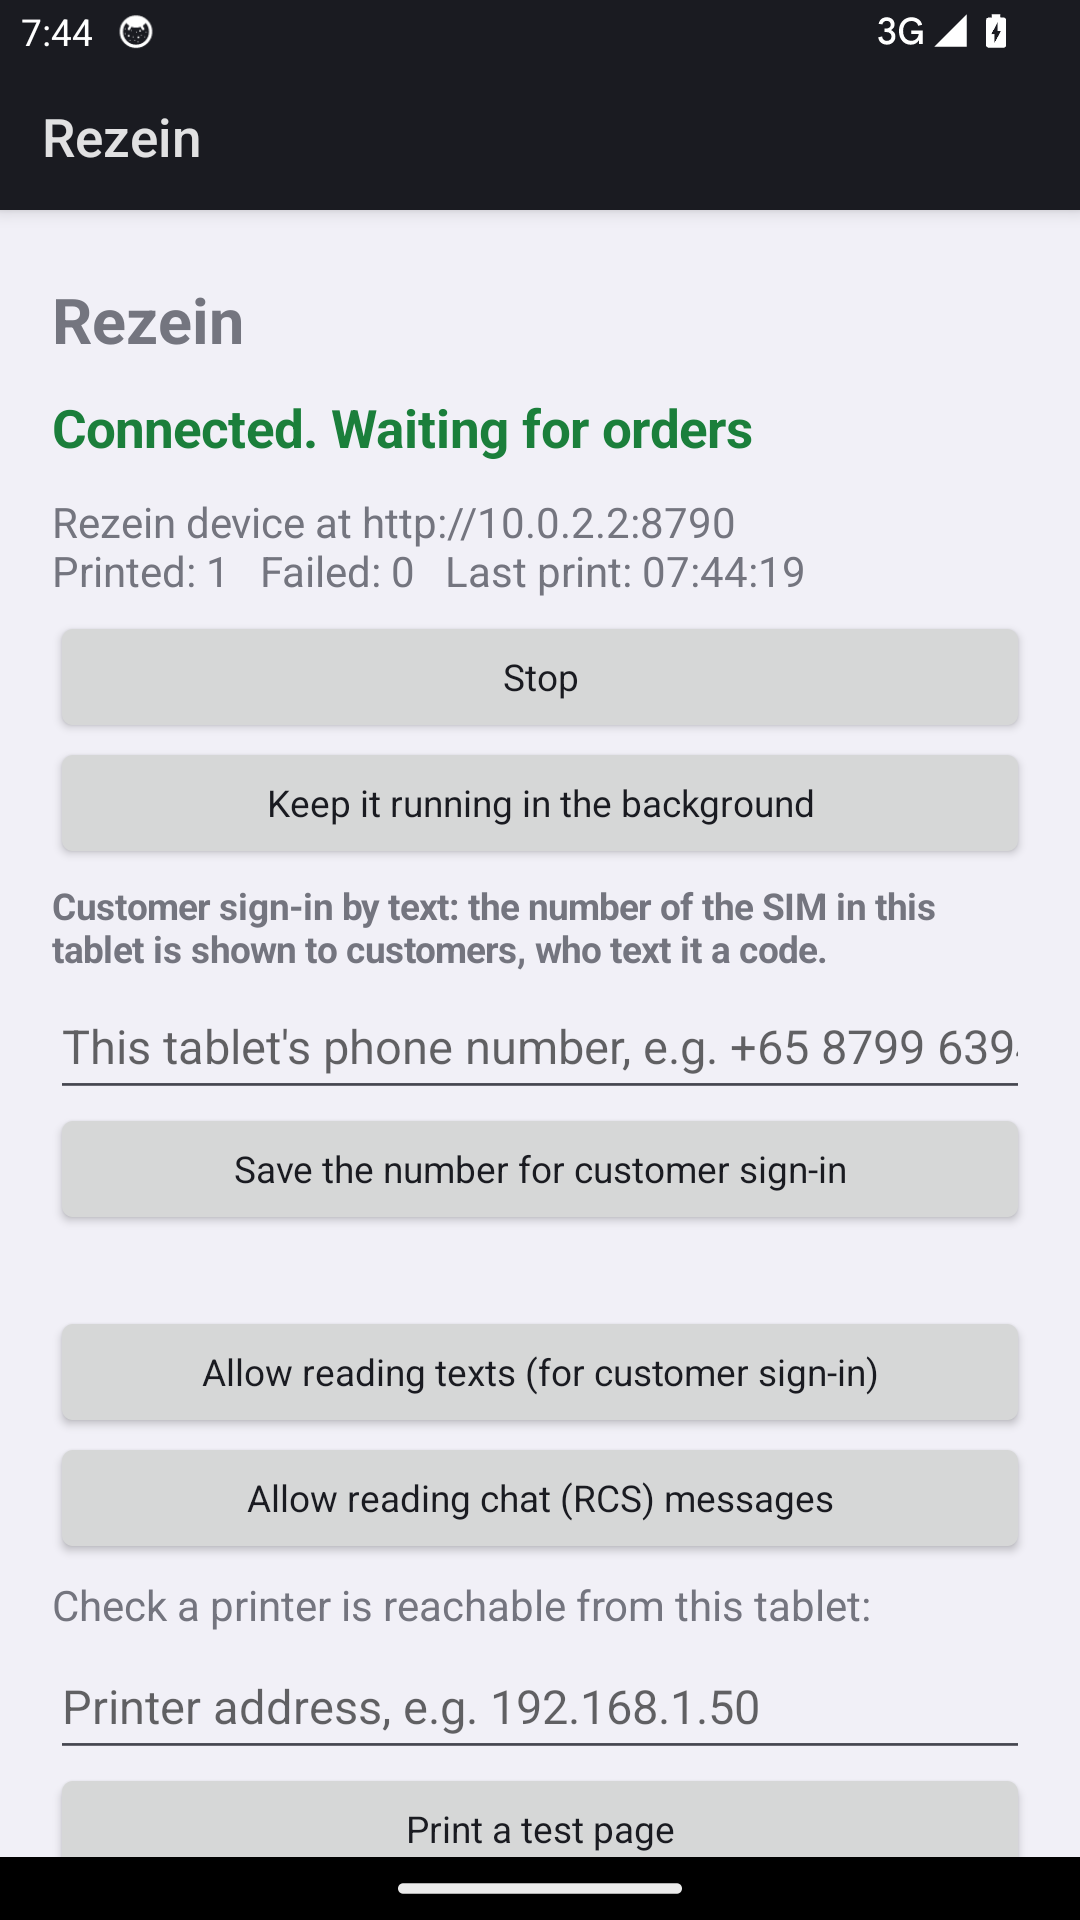 7:44
3G
Rezein
Rezein
Connected. Waiting for orders
Rezein device at http://10.0.2.2:8790
Printed: 1 Failed: 0 Last print: 07:44:19
Stop
Keep it running in the background
Customer sign-in by text: the number of the SIM in this
tablet is shown to customers, who text it a code.
This tablet's phone number, e.g. +65 8799 639
Save the number for customer sign-in
Allow reading texts (for customer sign-in)
Allow reading chat (RCS) messages
Check a printer is reachable from this tablet:
Printer address, e.g. 192.168.1.50
Print a test page